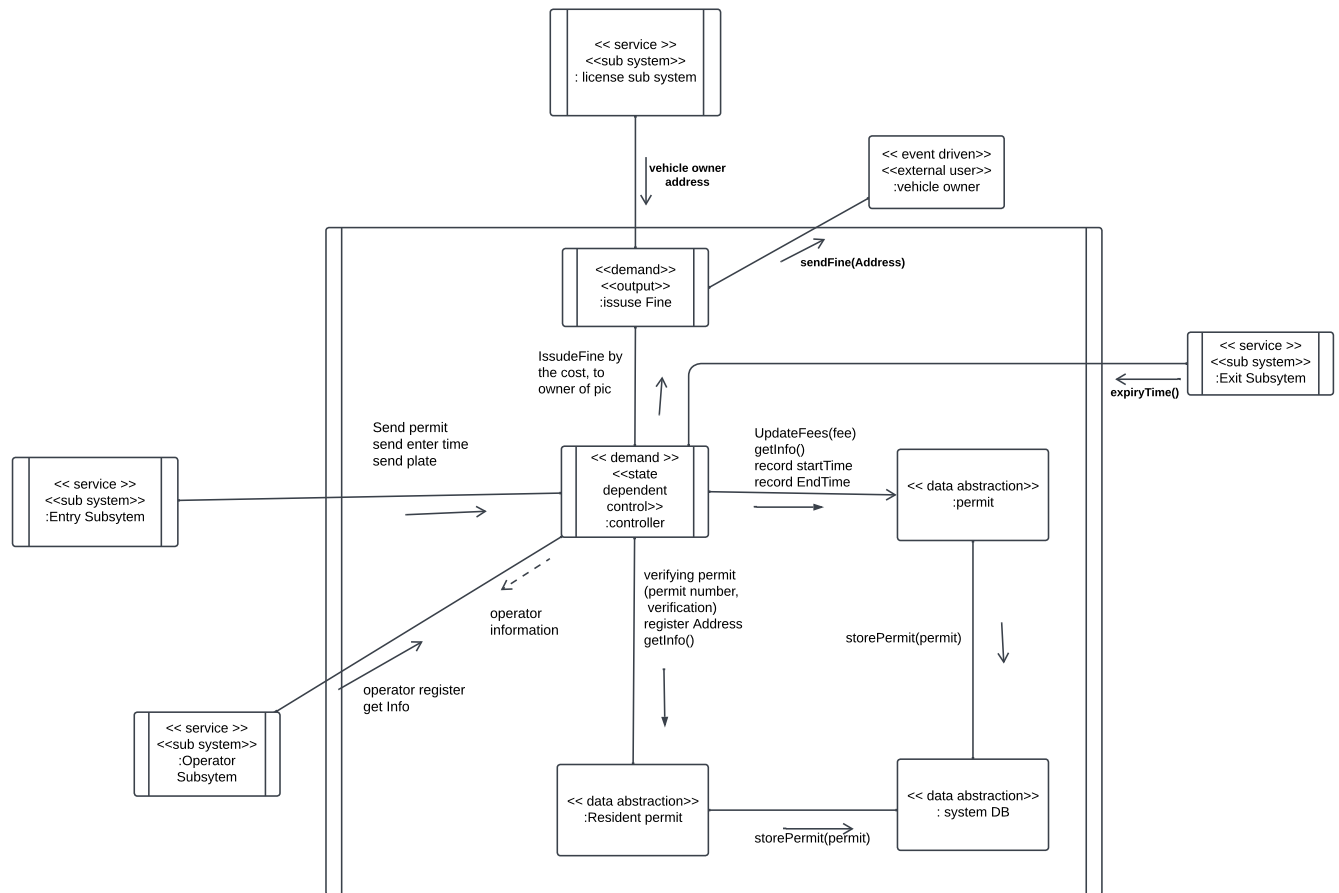 << service >>
<<sub system>>
: license sub system
vehicle owner
address
<< event driven>>
<<external user>>
:vehicle owner
sendFine(Address)
<<demand>>
<<output>>
:issuse Fine
IssudeFine by
the cost, to
owner of pic
<< service >>
<<sub system>>
:Exit Subsytem
expiryTime()
Send permit
send enter time
send plate
<< service >>
<<sub system>>
:Entry Subsytem
<< demand >>
<<state
dependent
control>>
:controller
UpdateFees(fee)
getInfo()
record startTime
record EndTime
<< data abstraction>>
:permit
operator
information
verifying permit
(permit number,
verification)
register Address
getInfo()
storePermit(permit)
operator register
get Info
<< service >>
<<sub system>>
:Operator
Subsytem
<< data abstraction>>
:Resident permit
storePermit(permit)
<< data abstraction>>
: system DB